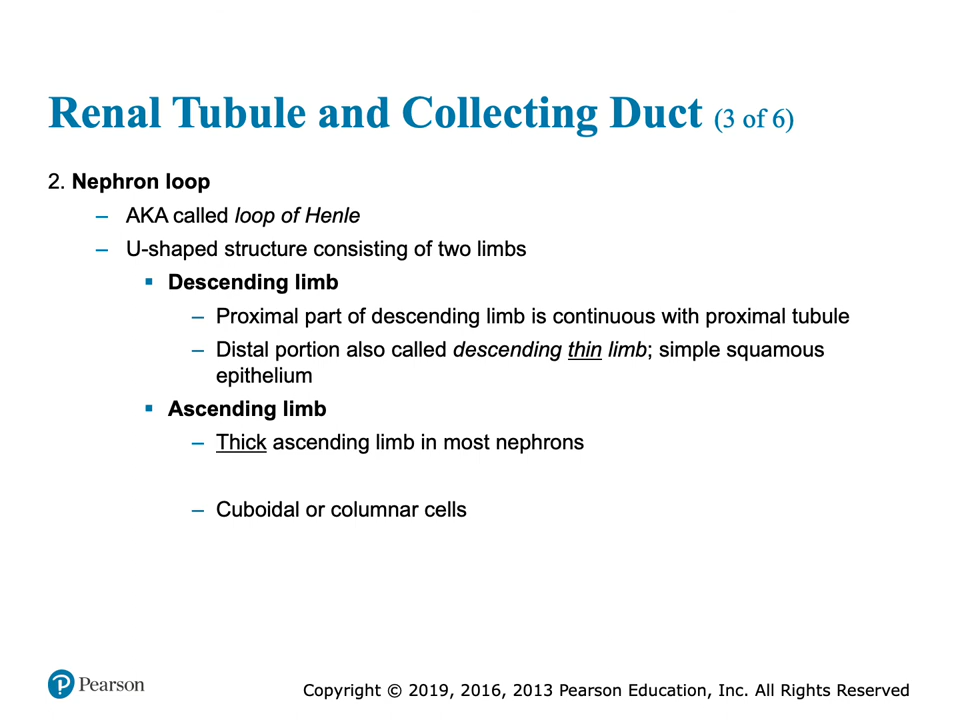 Renal Tubule and Collecting Duct (3 of 6)
2. Nephron loop
– AKA called loop of Henle
– U-shaped structure consisting of two limbs
▪ Descending limb
– Proximal part of descending limb is continuous with proximal tubule
– Distal portion also called descending thin limb; simple squamous
epithelium
▪ Ascending limb
– Thick ascending limb in most nephrons
– Cuboidal or columnar cells
Pearson
Copyright © 2019, 2016, 2013 Pearson Education, Inc. All Rights Reserved